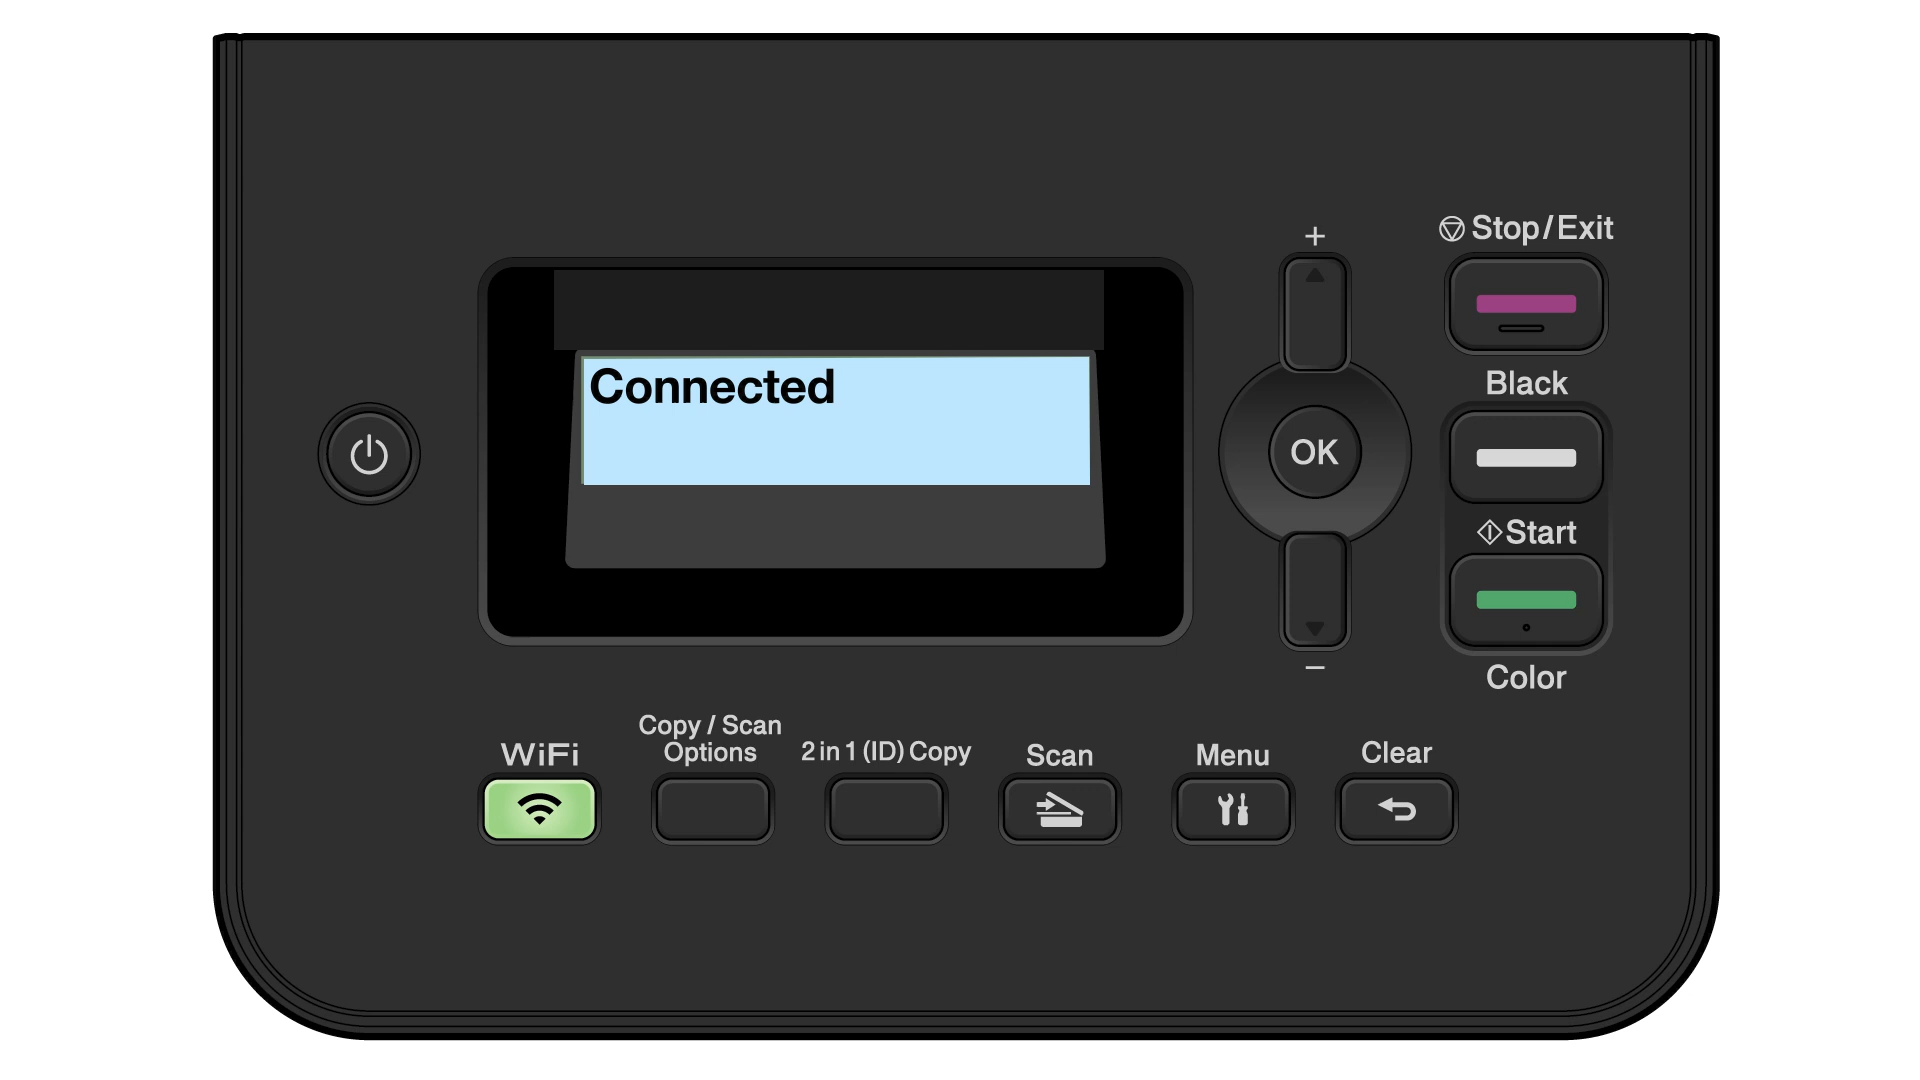 +
Stop/Exit
Connected
Black
OK
Start
−
Color
WiFi
Copy / Scan
Options
2 in 1 (ID) Copy
Scan
Menu
Clear